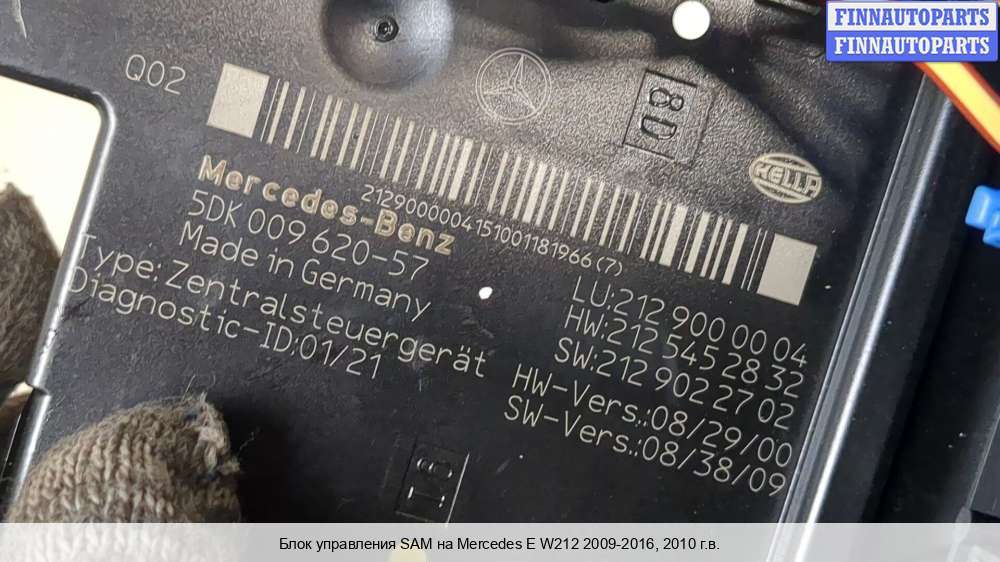 FINNAUTOPARTS
FINNAUTOPARTS
Q02
8D
HELLA
2129000004151001181966(7)
Mercedes-Benz
5DK 009 620-57
Made in Germany
Type: Zentralsteuergerät
Diagnostic-ID:01/21
LU:212 900 00 04
HW:212 545 28 32
SW:212 902 27 02
HW-Vers.:08/29/00
SW-Vers.:08/38/09
Блок управления SAM на Mercedes E W212 2009-2016, 2010 г.в.